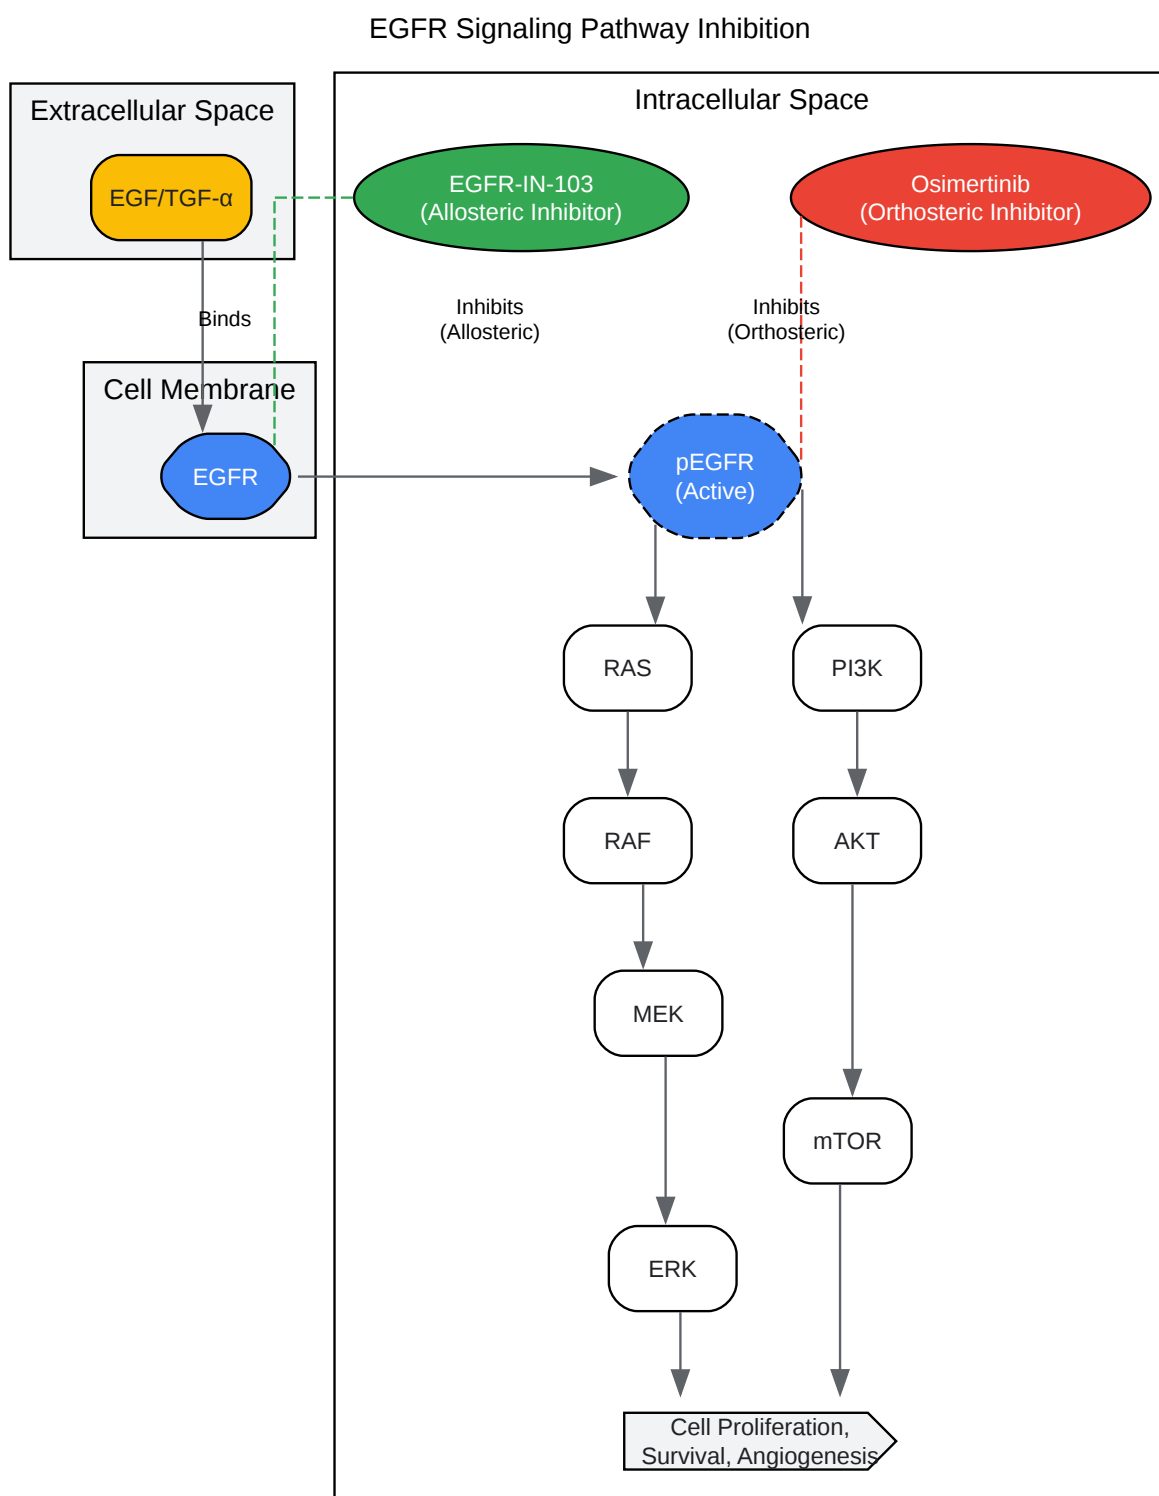 EGFR Signaling Pathway Inhibition
Extracellular Space
Intracellular Space
EGF/TGF-α
EGFR-IN-103
(Allosteric Inhibitor)
Osimertinib
(Orthosteric Inhibitor)
Binds
Inhibits
(Allosteric)
Inhibits
(Orthosteric)
Cell Membrane
EGFR
pEGFR
(Active)
RAS
PI3K
RAF
AKT
MEK
mTOR
ERK
Cell Proliferation,
Survival, Angiogenesis